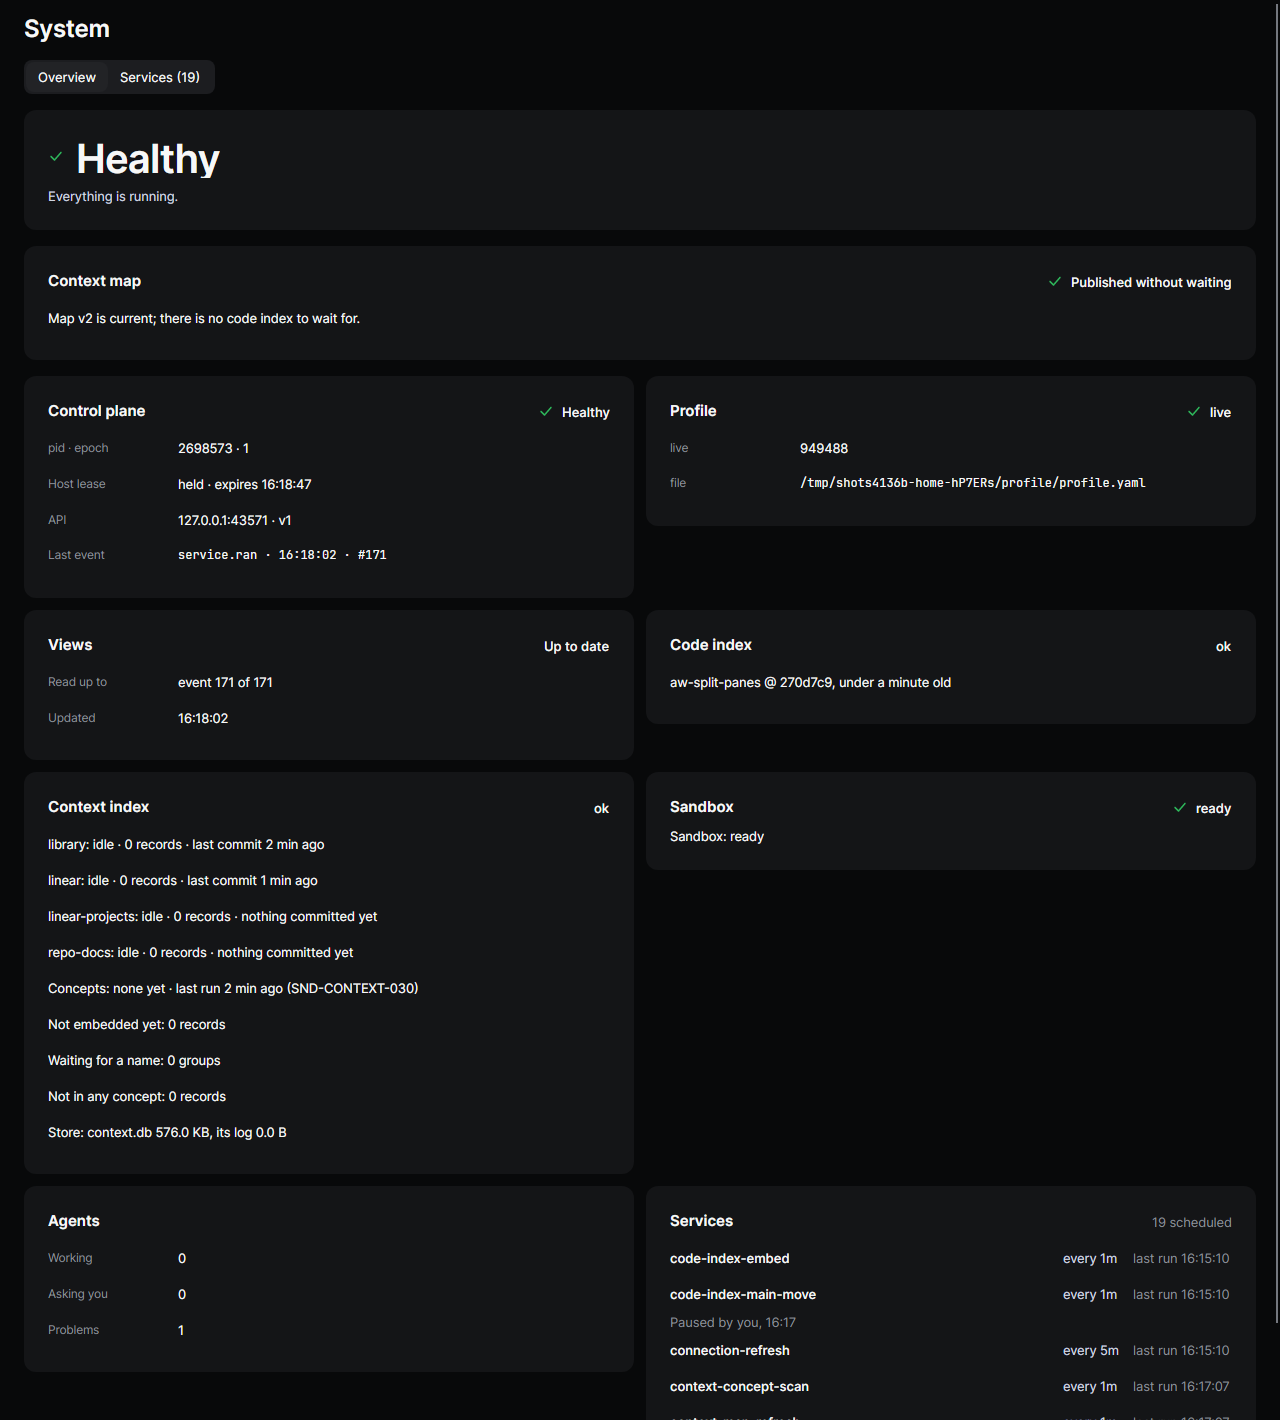 System
Overview Services (19)
Healthy
Everything is running.
Context map
Published without waiting
Map v2 is current; there is no code index to wait for.
Control plane
Healthy
pid · epoch 2698573 · 1
Host lease held · expires 16:18:47
API 127.0.0.1:43571 · v1
Last event service.ran · 16:18:02 · #171
Profile
live
live 949488
file /tmp/shots4136b-home-hP7ERs/profile/profile.yaml
Views
Up to date
Read up to event 171 of 171
Updated 16:18:02
Code index
ok
aw-split-panes @ 270d7c9, under a minute old
Context index
ok
library: idle · 0 records · last commit 2 min ago
linear: idle · 0 records · last commit 1 min ago
linear-projects: idle · 0 records · nothing committed yet
repo-docs: idle · 0 records · nothing committed yet
Concepts: none yet · last run 2 min ago (SND-CONTEXT-030)
Not embedded yet: 0 records
Waiting for a name: 0 groups
Not in any concept: 0 records
Store: context.db 576.0 KB, its log 0.0 B
Sandbox
ready
Sandbox: ready
Agents
Working 0
Asking you 0
Problems 1
Services
19 scheduled
code-index-embed every 1m last run 16:15:10
code-index-main-move every 1m last run 16:15:10
Paused by you, 16:17
connection-refresh every 5m last run 16:15:10
context-concept-scan every 1m last run 16:17:07